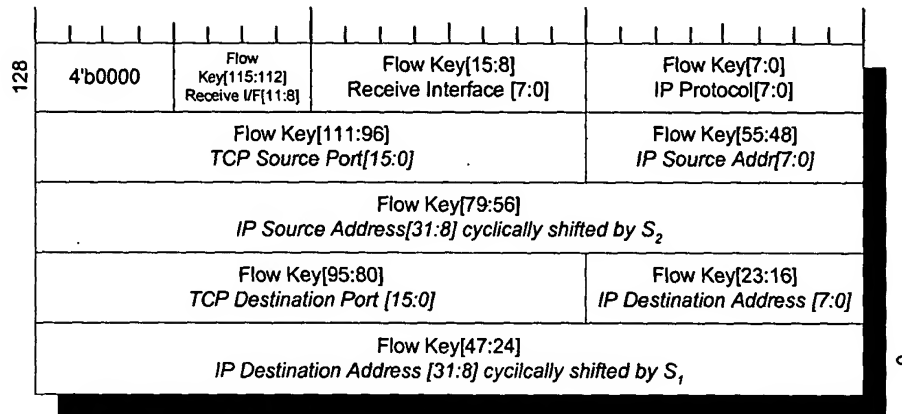 128
4'b0000
Flow
Key[115:112]
Receive I/F[11:8]
Flow Key[15:8]
Receive Interface [7:0]
Flow Key[7:0]
IP Protocol[7:0]
Flow Key[111:96]
TCP Source Port[15:0]
Flow Key[55:48]
IP Source Addr[7:0]
Flow Key[79:56]
IP Source Address[31:8] cyclically shifted by S₂
Flow Key[95:80]
TCP Destination Port [15:0]
Flow Key[23:16]
IP Destination Address [7:0]
Flow Key[47:24]
IP Destination Address [31:8] cycilcally shifted by S₁
0